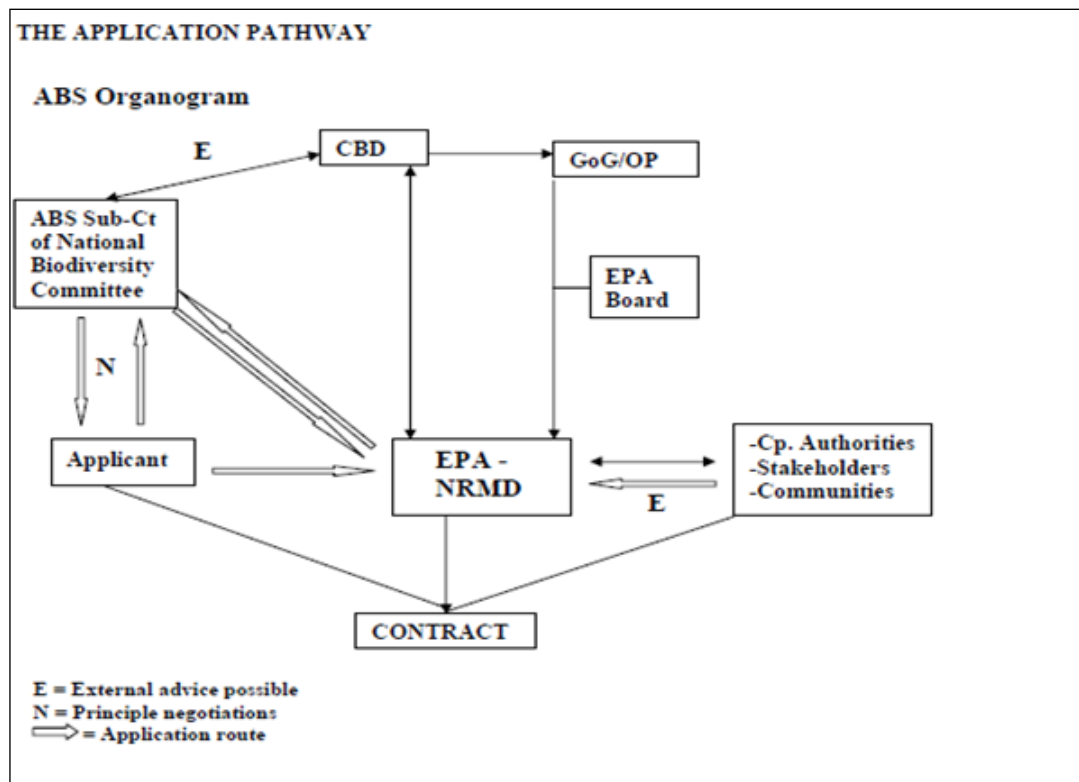 THE APPLICATION PATHWAY
ABS Organogram
E
CBD
GoG/OP
ABS Sub-Ct
of National
Biodiversity
Committee
EPA
Board
N
Applicant
EPA -
NRMD
-Cp. Authorities
-Stakeholders
-Communities
E
CONTRACT
E = External advice possible
N = Principle negotiations
= Application route